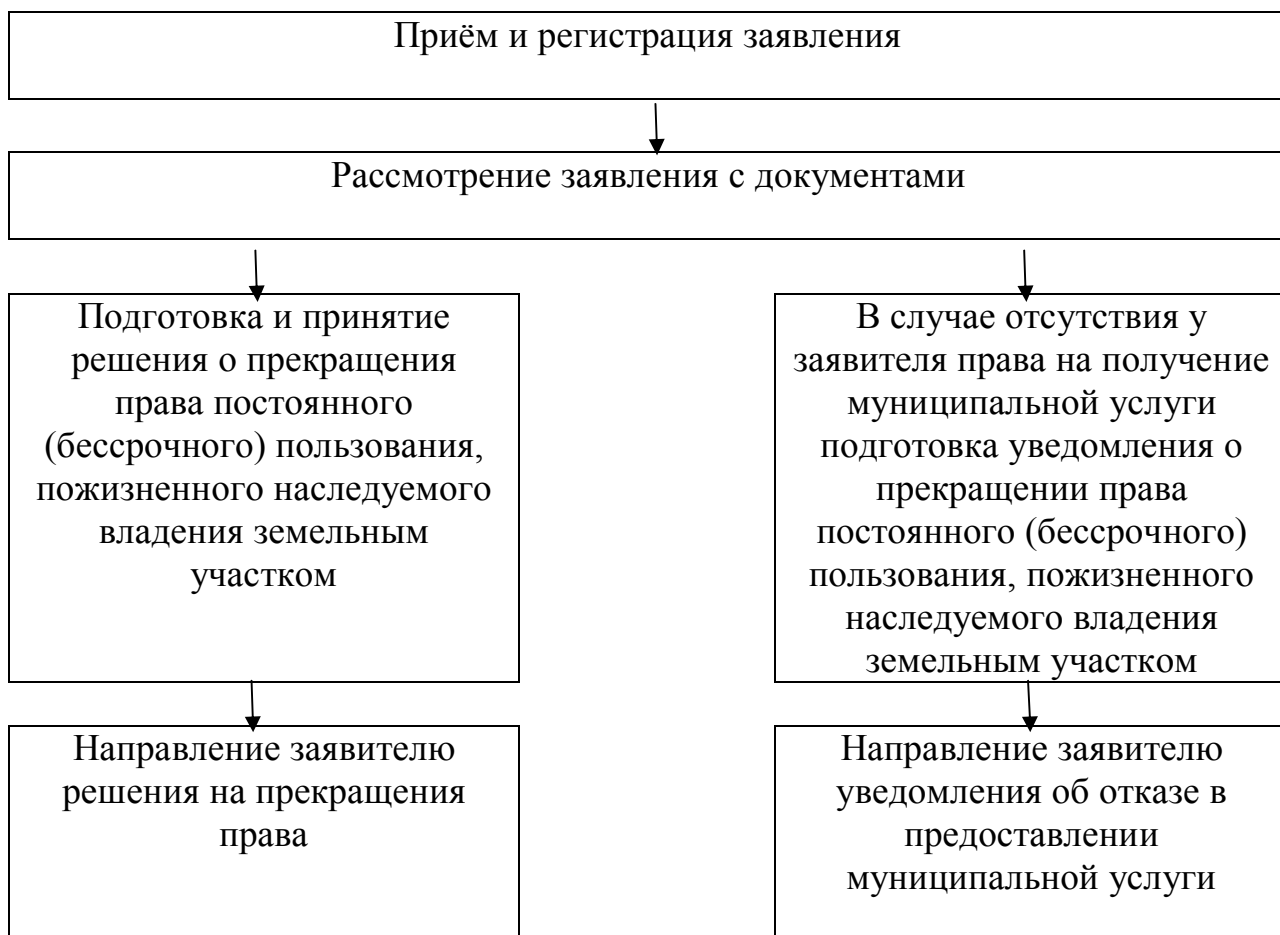 Приём и регистрация заявления
Рассмотрение заявления с документами
Подготовка и принятие
решения о прекращения
права постоянного
(бессрочного) пользования,
пожизненного наследуемого
владения земельным
участком
В случае отсутствия у
заявителя права на получение
муниципальной услуги
подготовка уведомления о
прекращении права
постоянного (бессрочного)
пользования, пожизненного
наследуемого владения
земельным участком
Направление заявителю
решения на прекращения
права
Направление заявителю
уведомления об отказе в
предоставлении
муниципальной услуги